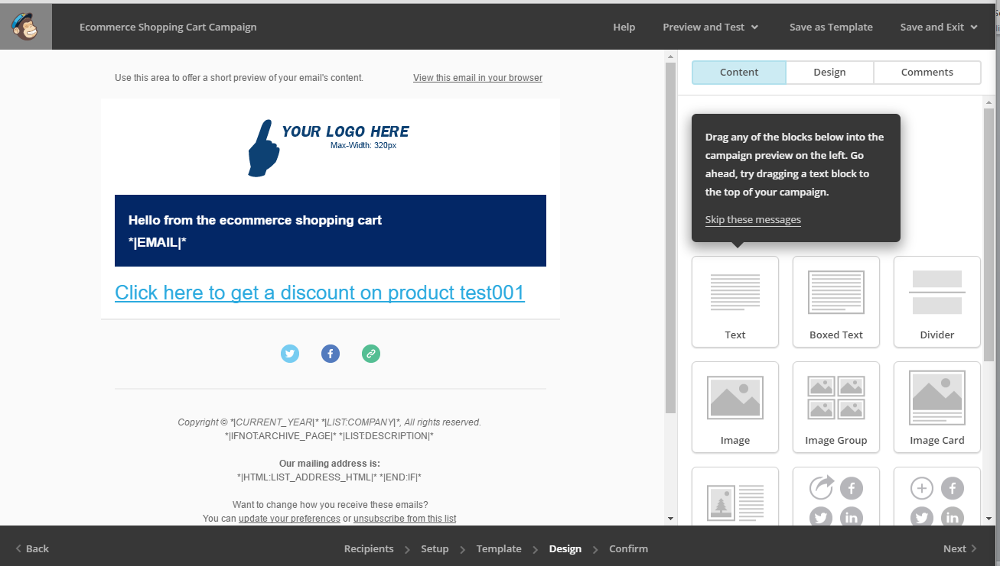 Ecommerce Shopping Cart Campaign
Help
Preview and Test
Save as Template
Save and Exit
Use this area to offer a short preview of your email's content.
View this email in your browser
YOUR LOGO HERE
Max-Width: 320px
Hello from the ecommerce shopping cart
*|EMAIL|*
Click here to get a discount on product test001
Copyright © *|CURRENT_YEAR|* *|LIST:COMPANY|*, All rights reserved.
*|IFNOT:ARCHIVE_PAGE|* *|LIST:DESCRIPTION|*
Our mailing address is:
*|HTML:LIST_ADDRESS_HTML|* *|END:IF|*
Want to change how you receive these emails?
You can update your preferences or unsubscribe from this list
Content
Design
Comments
Drag any of the blocks below into the
campaign preview on the left. Go
ahead, try dragging a text block to
the top of your campaign.
Skip these messages
Text
Boxed Text
Divider
Image
Image Group
Image Card
Back
Recipients
Setup
Template
Design
Confirm
Next